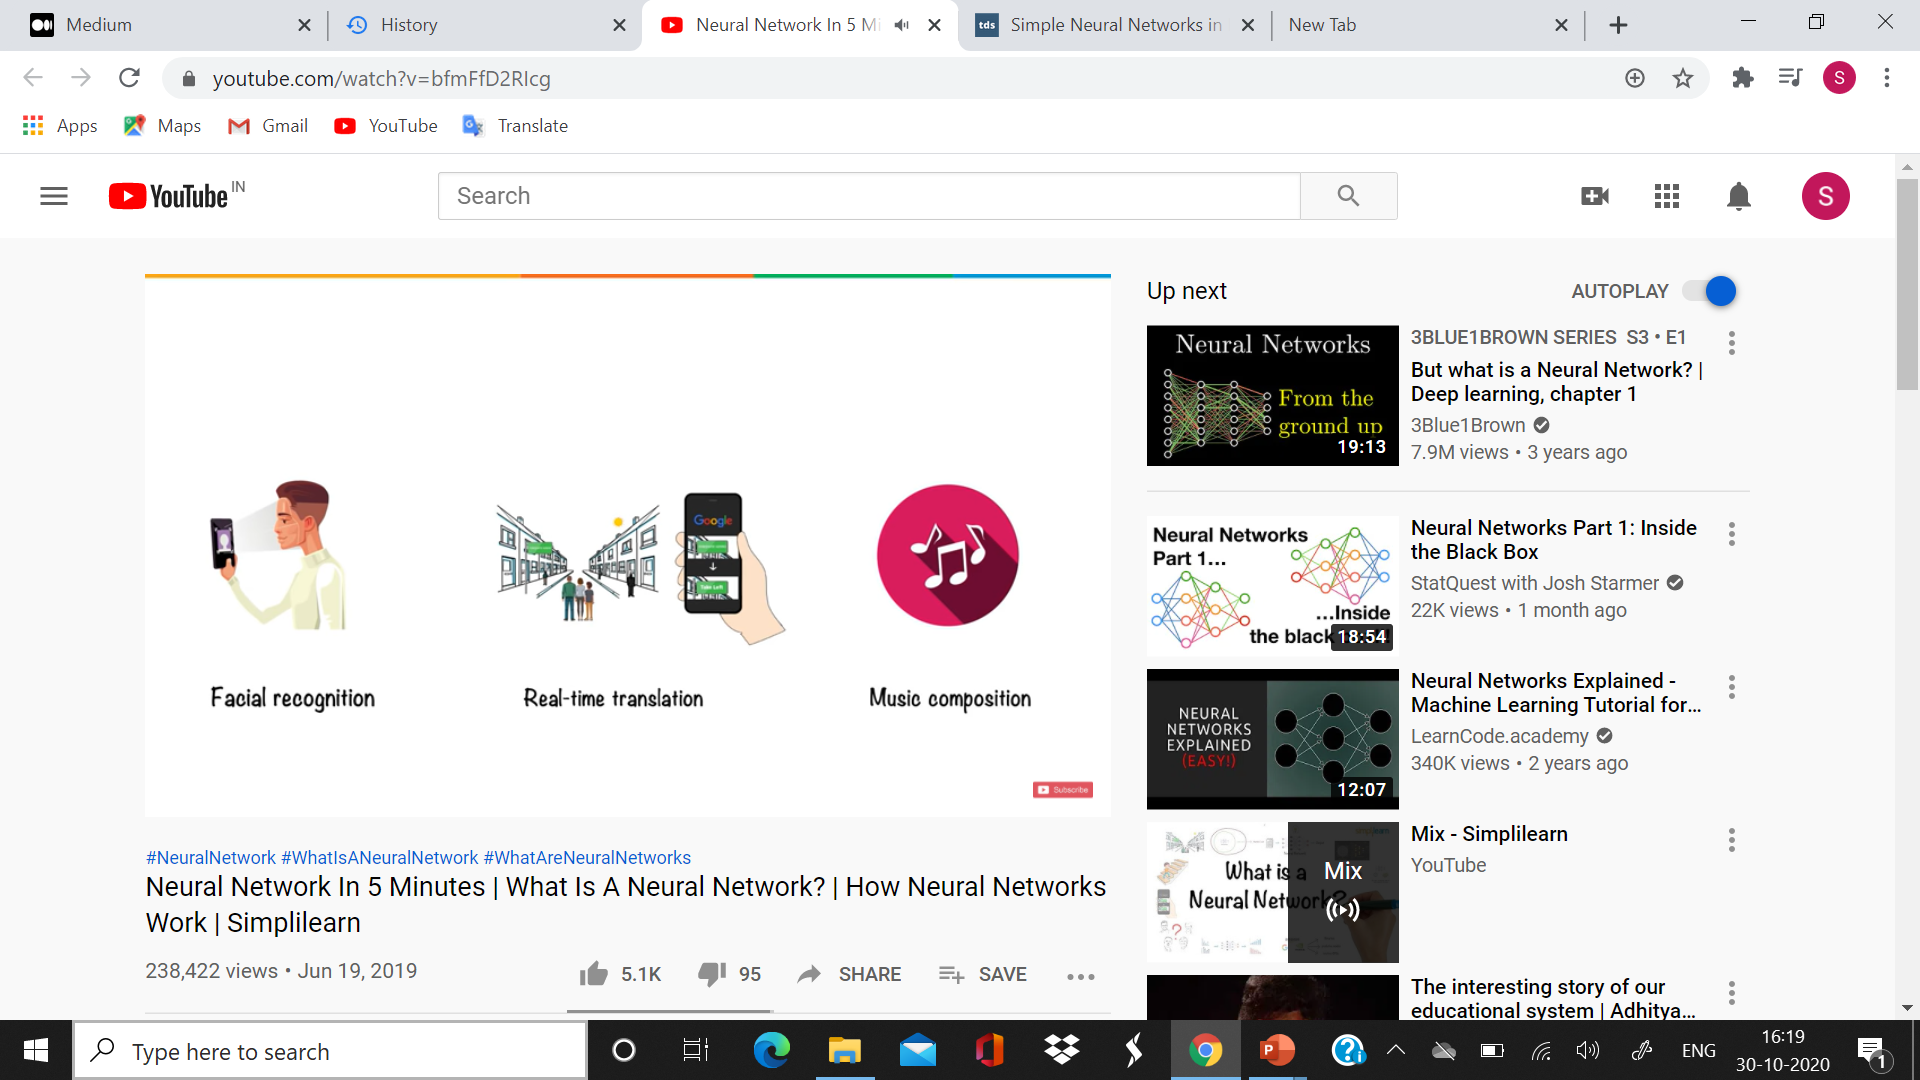 Medium
History
Neural Network In 5 Mi
tds
Simple Neural Networks in
New Tab
youtube.com/watch?v=bfmFfD2RIcg
S
Apps
Maps
Gmail
YouTube
Translate
YouTube IN
Search
S
Google
Take Left
Facial recognition
Real-time translation
Music composition
Subscribe
#NeuralNetwork #WhatIsANeuralNetwork #WhatAreNeuralNetworks
Neural Network In 5 Minutes | What Is A Neural Network? | How Neural Networks
Work | Simplilearn
238,422 views • Jun 19, 2019
5.1K
95
SHARE
SAVE
Up next
AUTOPLAY
Neural Networks
From the
ground up
19:13
3BLUE1BROWN SERIES S3 • E1
But what is a Neural Network? |
Deep learning, chapter 1
3Blue1Brown
7.9M views • 3 years ago
Neural Networks
Part 1...
...Inside
the black
18:54
Neural Networks Part 1: Inside
the Black Box
StatQuest with Josh Starmer
22K views • 1 month ago
NEURAL
NETWORKS
EXPLAINED
(EASY!)
12:07
Neural Networks Explained -
Machine Learning Tutorial for...
LearnCode.academy
340K views • 2 years ago
What is a
Neural Network?
Mix
Mix - Simplilearn
YouTube
The interesting story of our
educational system | Adhitya...
Type here to search
ENG
16:19
30-10-2020
1